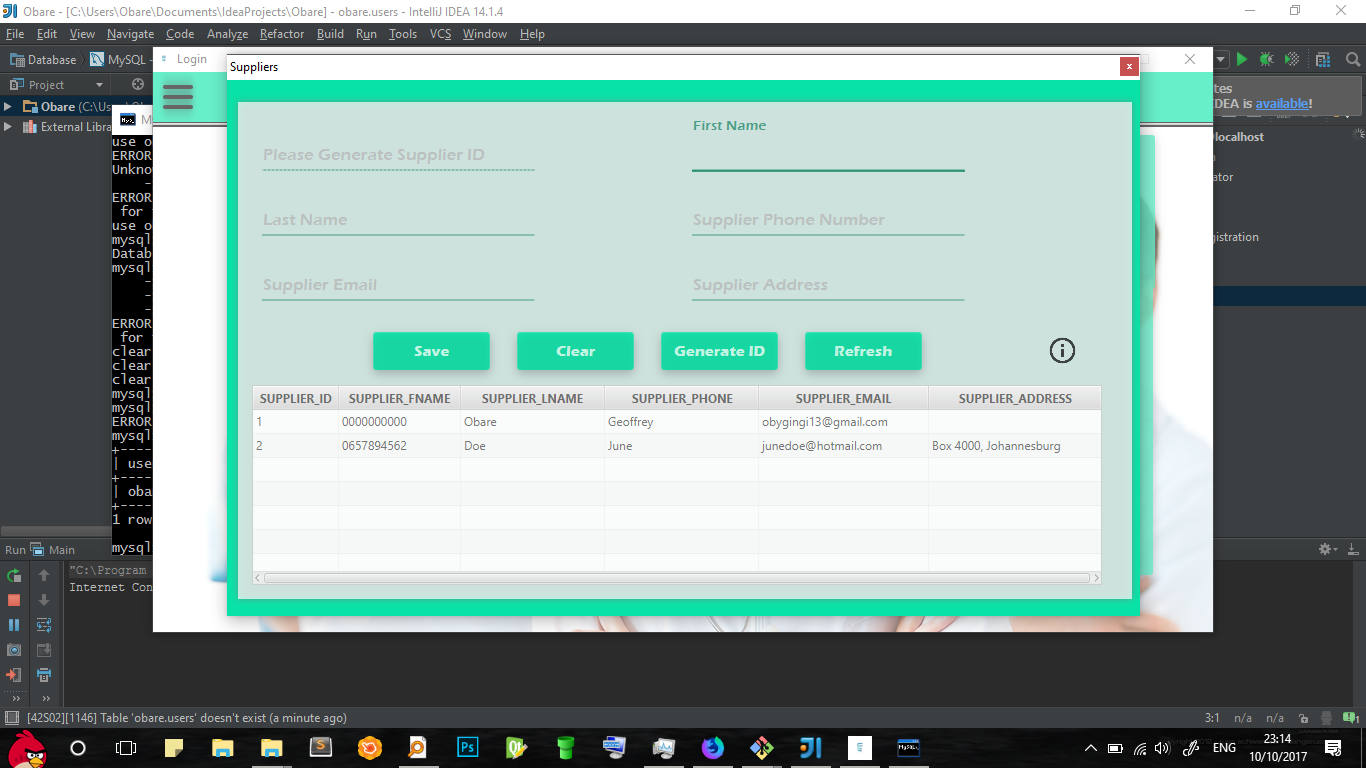 Obare - [C:\Users\Obare\Documents\IdeaProjects\Obare] - obare.users - IntelliJ IDEA 14.1.4
File Edit View Navigate Code Analyze Refactor Build Run Tools VCS Window Help
Database MySQL -
Login
Suppliers
x
Project
Obare (C:\Us
External Libra
tes
DEA is available!
localhost
ator
istration
use o
ERROR
Unkno
-
ERROR
for
use o
mysql
Datab
mysql
-
-
-
ERROR
for
clear
clear
clear
mysql
mysql
ERROR
mysql
+----
| use
+----
| oba
+----
1 row
mysql
First Name
Please Generate Supplier ID
Last Name
Supplier Phone Number
Supplier Email
Supplier Address
Save Clear Generate ID Refresh
SUPPLIER_ID SUPPLIER_FNAME SUPPLIER_LNAME SUPPLIER_PHONE SUPPLIER_EMAIL SUPPLIER_ADDRESS
1 0000000000 Obare Geoffrey obygingi13@gmail.com
2 0657894562 Doe June junedoe@hotmail.com Box 4000, Johannesburg
Run Main
"C:\Program
Internet Con
[42S02][1146] Table 'obare.users' doesn't exist (a minute ago)
3:1 n/a n/a
1
ENG
23:14
10/10/2017